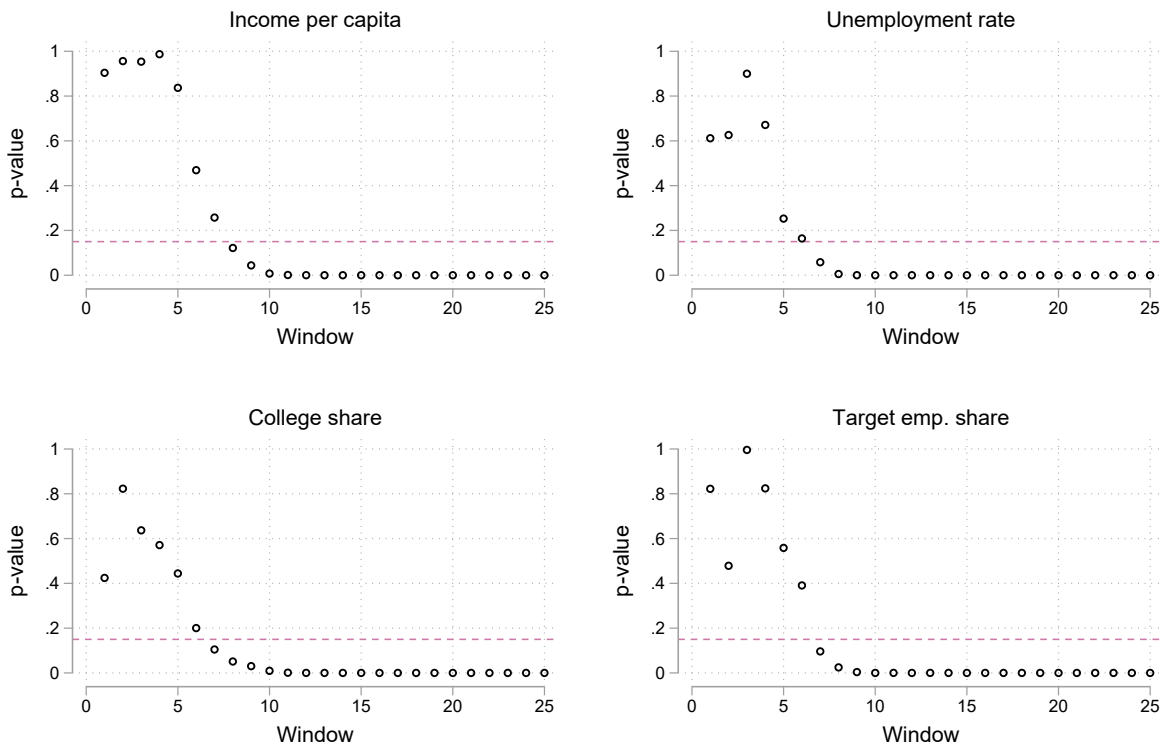 Income per capita
p-value
1
.8
.6
.4
.2
0
0 5 10 15 20 25
Window
Unemployment rate
p-value
1
.8
.6
.4
.2
0
0 5 10 15 20 25
Window
College share
p-value
1
.8
.6
.4
.2
0
0 5 10 15 20 25
Window
Target emp. share
p-value
1
.8
.6
.4
.2
0
0 5 10 15 20 25
Window